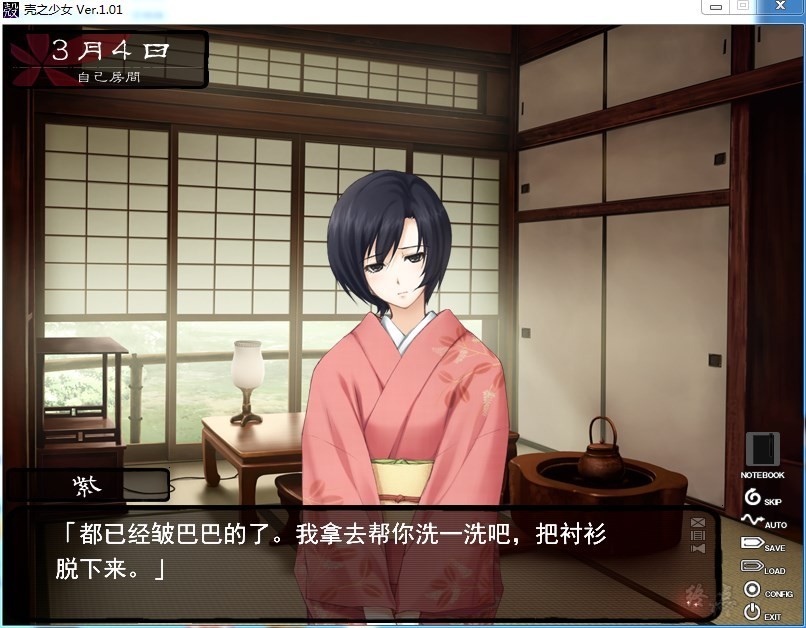 壳之少女 Ver.1.01
3月4日
自己房間
紫
「都已经皱巴巴的了。我拿去帮你洗一洗吧，把衬衫
脱下来。」
NOTEBOOK
SKIP
AUTO
SAVE
LOAD
CONFIG
EXIT